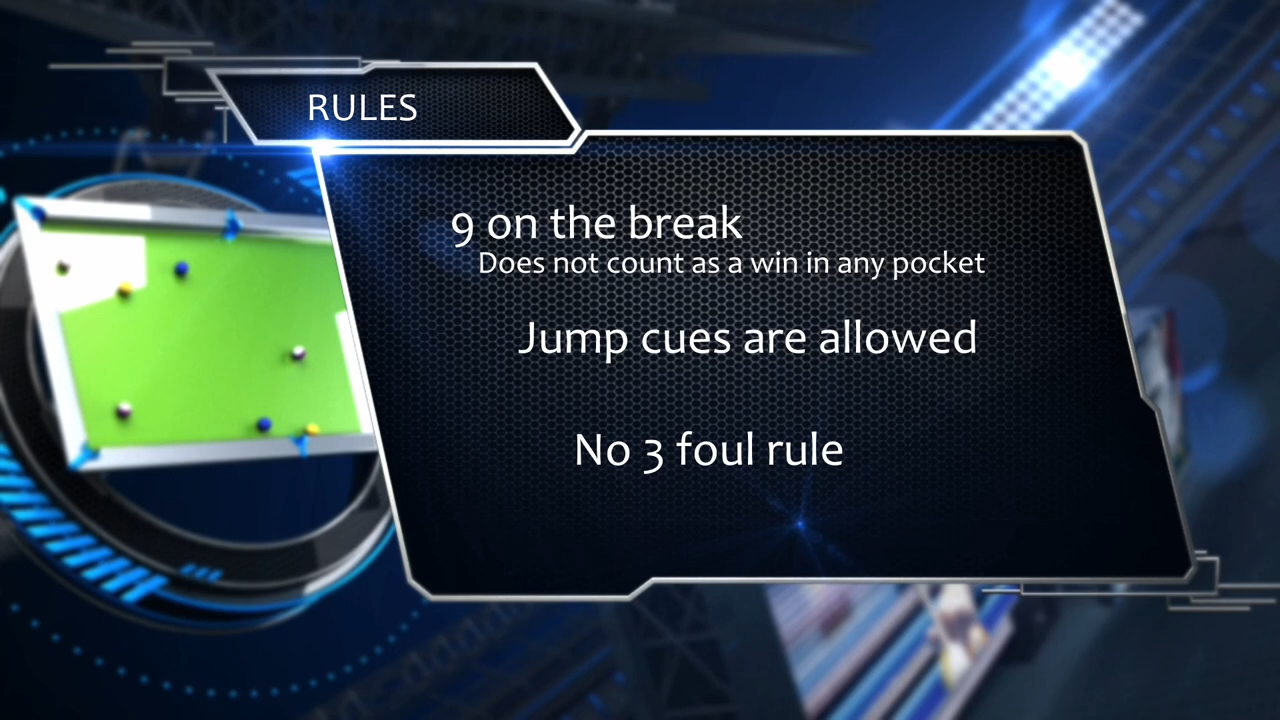 RULES
9 on the break
Does not count as a win in any pocket
Jump cues are allowed
No 3 foul rule